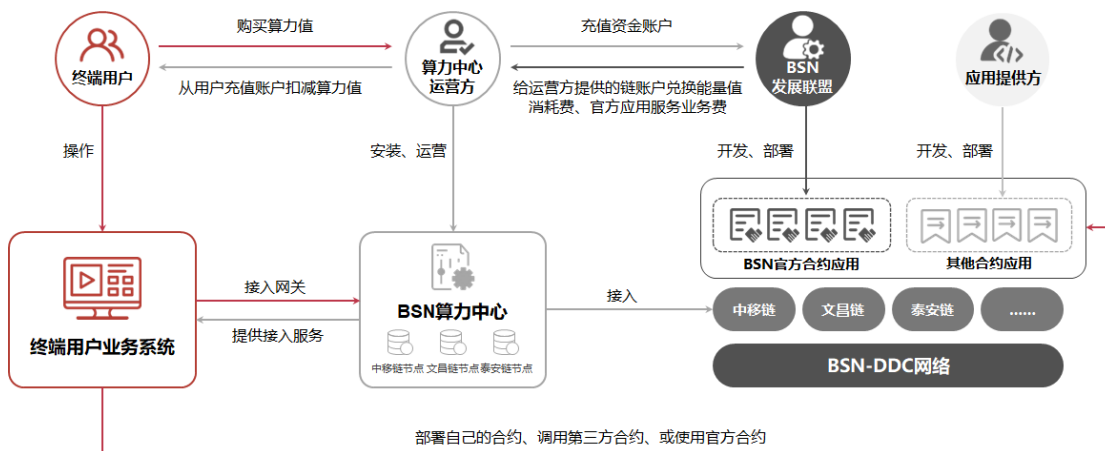 购买算力值
充值资金账户
终端用户
算力中心
运营方
BSN
发展联盟
应用提供方
从用户充值账户扣减算力值
给运营方提供的链账户兑换能量值
消耗费、官方应用服务业务费
操作
安装、运营
开发、部署
开发、部署
BSN官方合约应用
其他合约应用
接入网关
提供接入服务
BSN算力中心
接入
中移链
文昌链
泰安链
......
终端用户业务系统
中移链节点
文昌链节点
泰安链节点
BSN-DDC网络
部署自己的合约、调用第三方合约、或使用官方合约